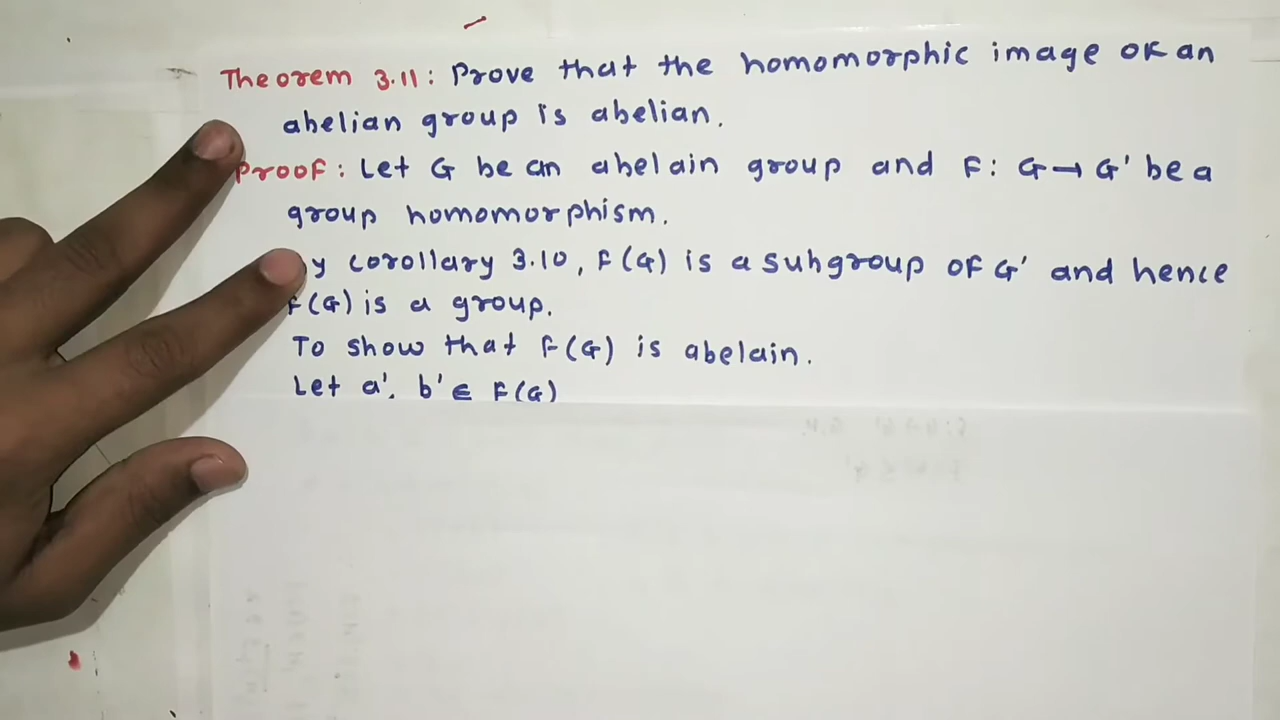 Theorem 3.11: Prove that the homomorphic image of an
abelian group is abelian.
Proof: Let G be an abelain group and F: G→G' be a
group homomorphism.
y corollary 3.10, F(G) is a subgroup of G' and hence
F(G) is a group.
To show that F(G) is abelain.
Let a', b' ∈ F(G)